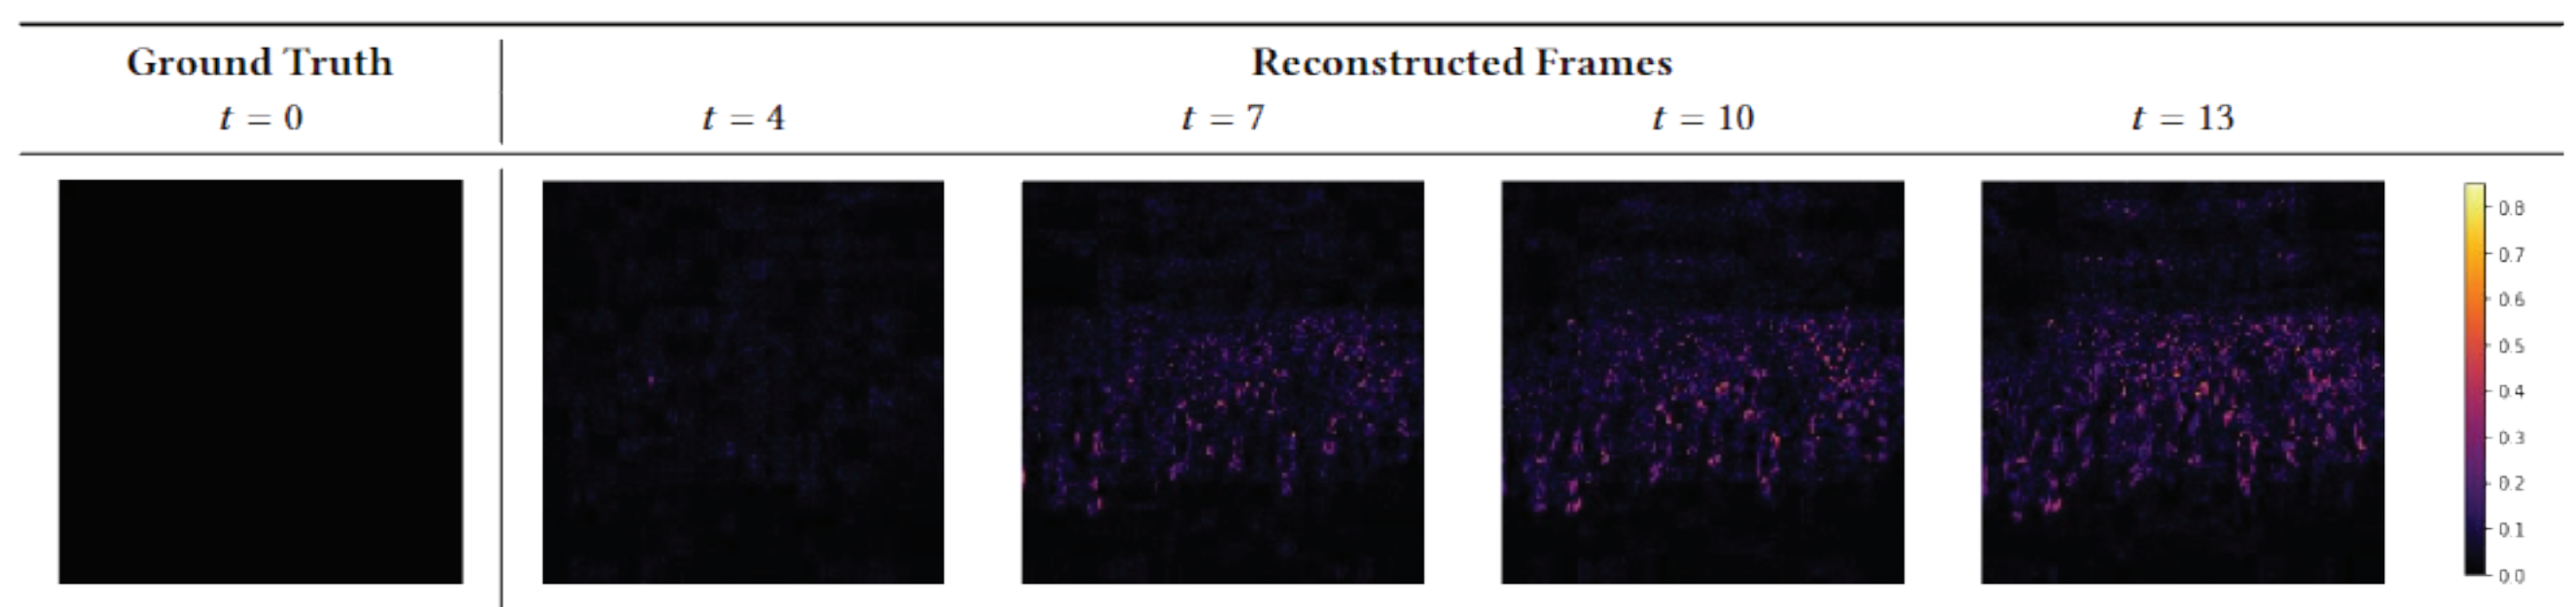 Ground Truth
Reconstructed Frames
t = 0
t = 4
t = 7
t = 10
t = 13
0.8
0.7
0.6
0.5
0.4
0.3
0.2
0.1
0.0